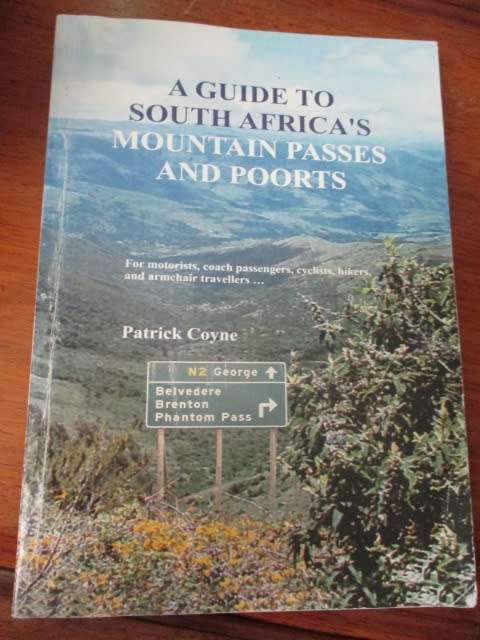 A GUIDE TO
SOUTH AFRICA'S
MOUNTAIN PASSES
AND POORTS
For motorists, coach passengers, cyclists, hikers,
and armchair travellers ...
Patrick Coyne
N2 George
Belvedere
Brenton
Phantom Pass